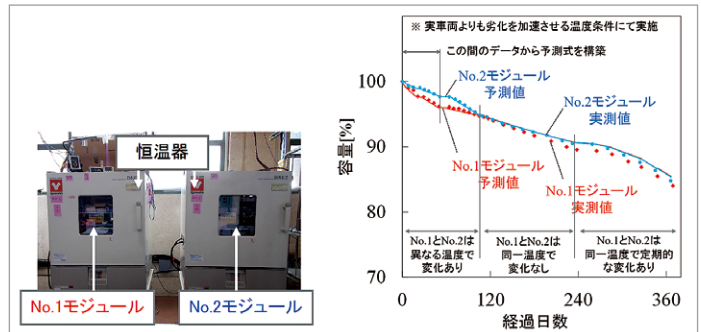 恒温器
No.1モジュール
No.2モジュール
※ 実車両よりも劣化を加速させる温度条件にて実施
この間のデータから予測式を構築
No.2モジュール
予測値
No.2モジュール
実測値
No.1モジュール
予測値
No.1モジュール
実測値
容量[%]
100
90
80
70
No.1とNo.2は
異なる温度で
変化あり
No.1とNo.2は
同一温度で
変化なし
No.1とNo.2は
同一温度で定期的
な変化あり
0
120
240
360
経過日数